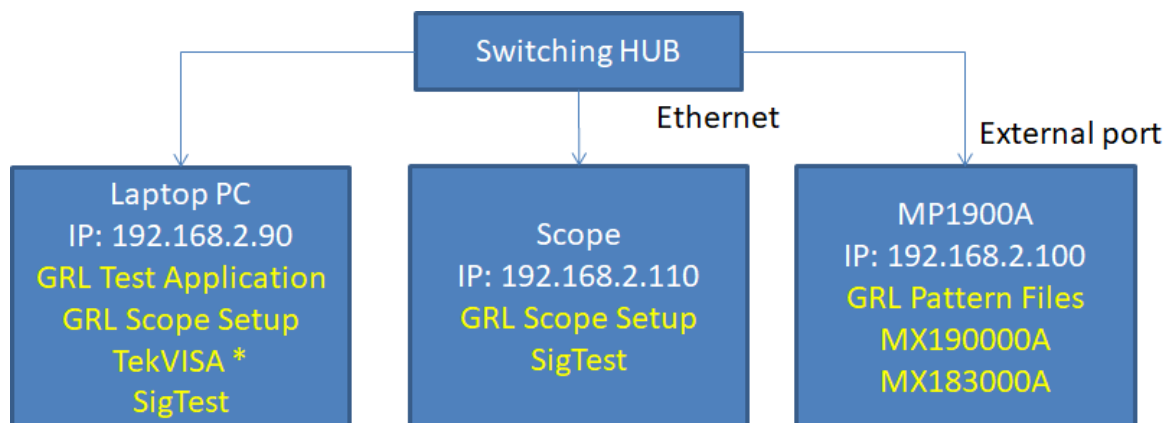 Switching HUB
Ethernet
External port
Laptop PC
IP: 192.168.2.90
GRL Test Application
GRL Scope Setup
TekVISA *
SigTest
Scope
IP: 192.168.2.110
GRL Scope Setup
SigTest
MP1900A
IP: 192.168.2.100
GRL Pattern Files
MX190000A
MX183000A